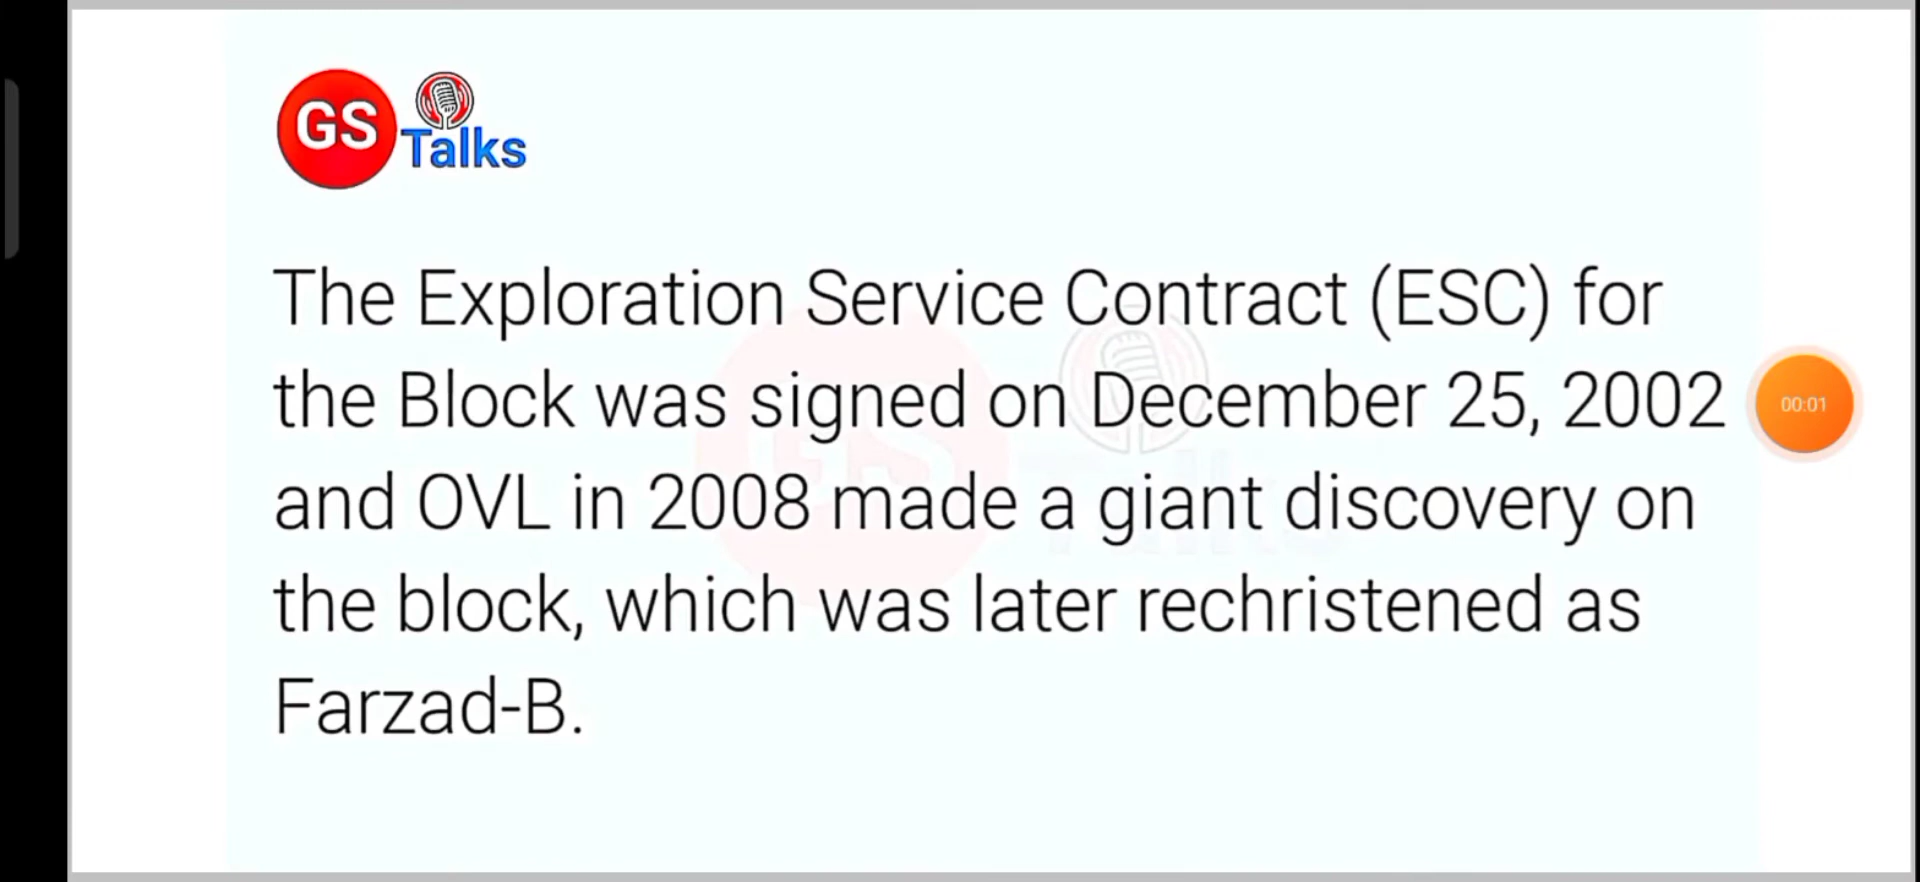 GS
Talks
The Exploration Service Contract (ESC) for
the Block was signed on December 25, 2002
00:01
and OVL in 2008 made a giant discovery on
the block, which was later rechristened as
Farzad-B.